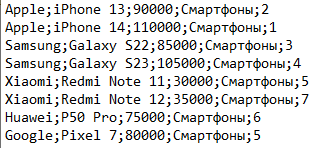 Apple;iPhone 13;90000;Смартфоны;2
Apple;iPhone 14;110000;Смартфоны;1
Samsung;Galaxy S22;85000;Смартфоны;3
Samsung;Galaxy S23;105000;Смартфоны;4
Xiaomi;Redmi Note 11;30000;Смартфоны;5
Xiaomi;Redmi Note 12;35000;Смартфоны;7
Huawei;P50 Pro;75000;Смартфоны;6
Google;Pixel 7;80000;Смартфоны;5